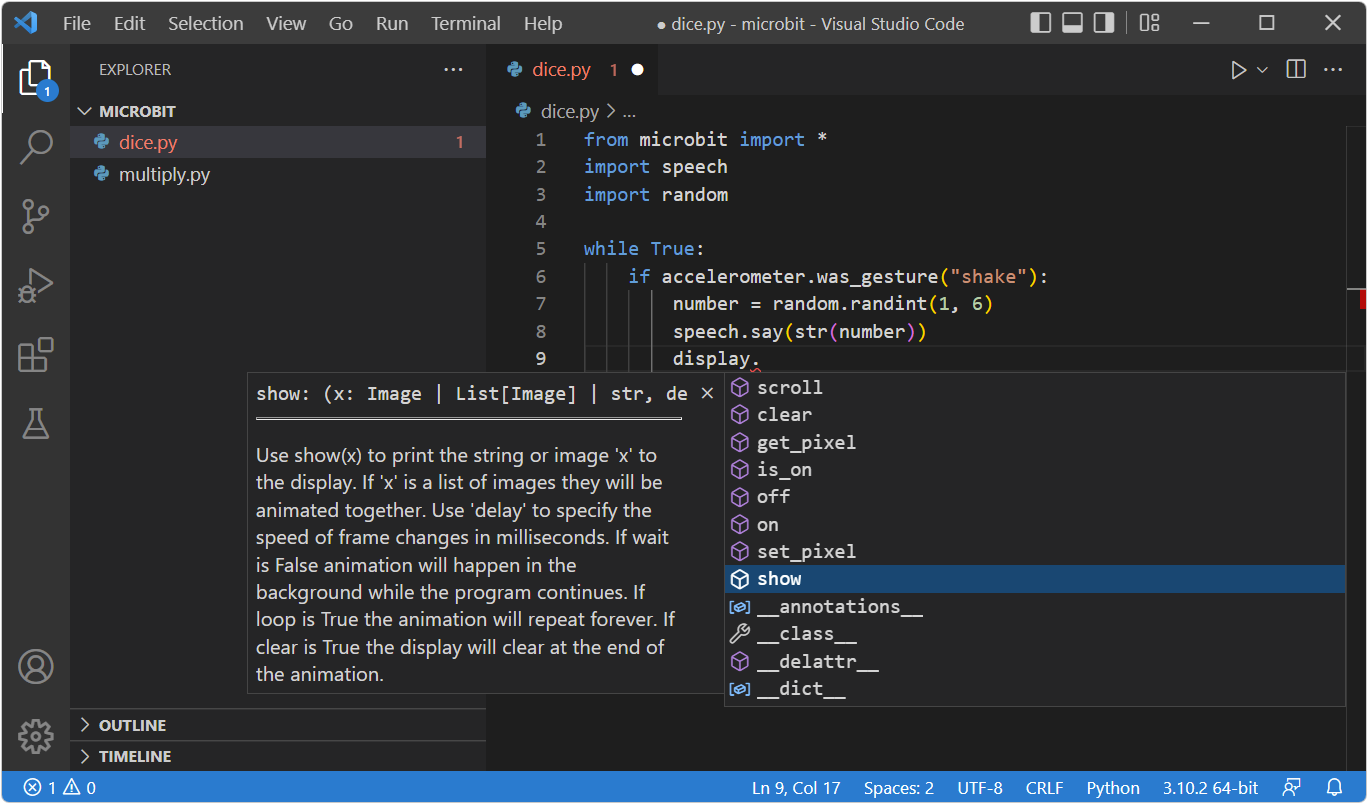 File Edit Selection View Go Run Terminal Help ● dice.py - microbit - Visual Studio Code
1
EXPLORER ...
MICROBIT
dice.py 1
multiply.py
OUTLINE
TIMELINE
dice.py 1 ● ...
dice.py > ...
1 from microbit import *
2 import speech
3 import random
4
5 while True:
6 if accelerometer.was_gesture("shake"):
7 number = random.randint(1, 6)
8 speech.say(str(number))
9 display.
show: (x: Image | List[Image] | str, de ×
Use show(x) to print the string or image 'x' to
the display. If 'x' is a list of images they will be
animated together. Use 'delay' to specify the
speed of frame changes in milliseconds. If wait
is False animation will happen in the
background while the program continues. If
loop is True the animation will repeat forever. If
clear is True the display will clear at the end of
the animation.
scroll
clear
get_pixel
is_on
off
on
set_pixel
show
__annotations__
__class__
__delattr__
__dict__
1 0 Ln 9, Col 17 Spaces: 2 UTF-8 CRLF Python 3.10.2 64-bit